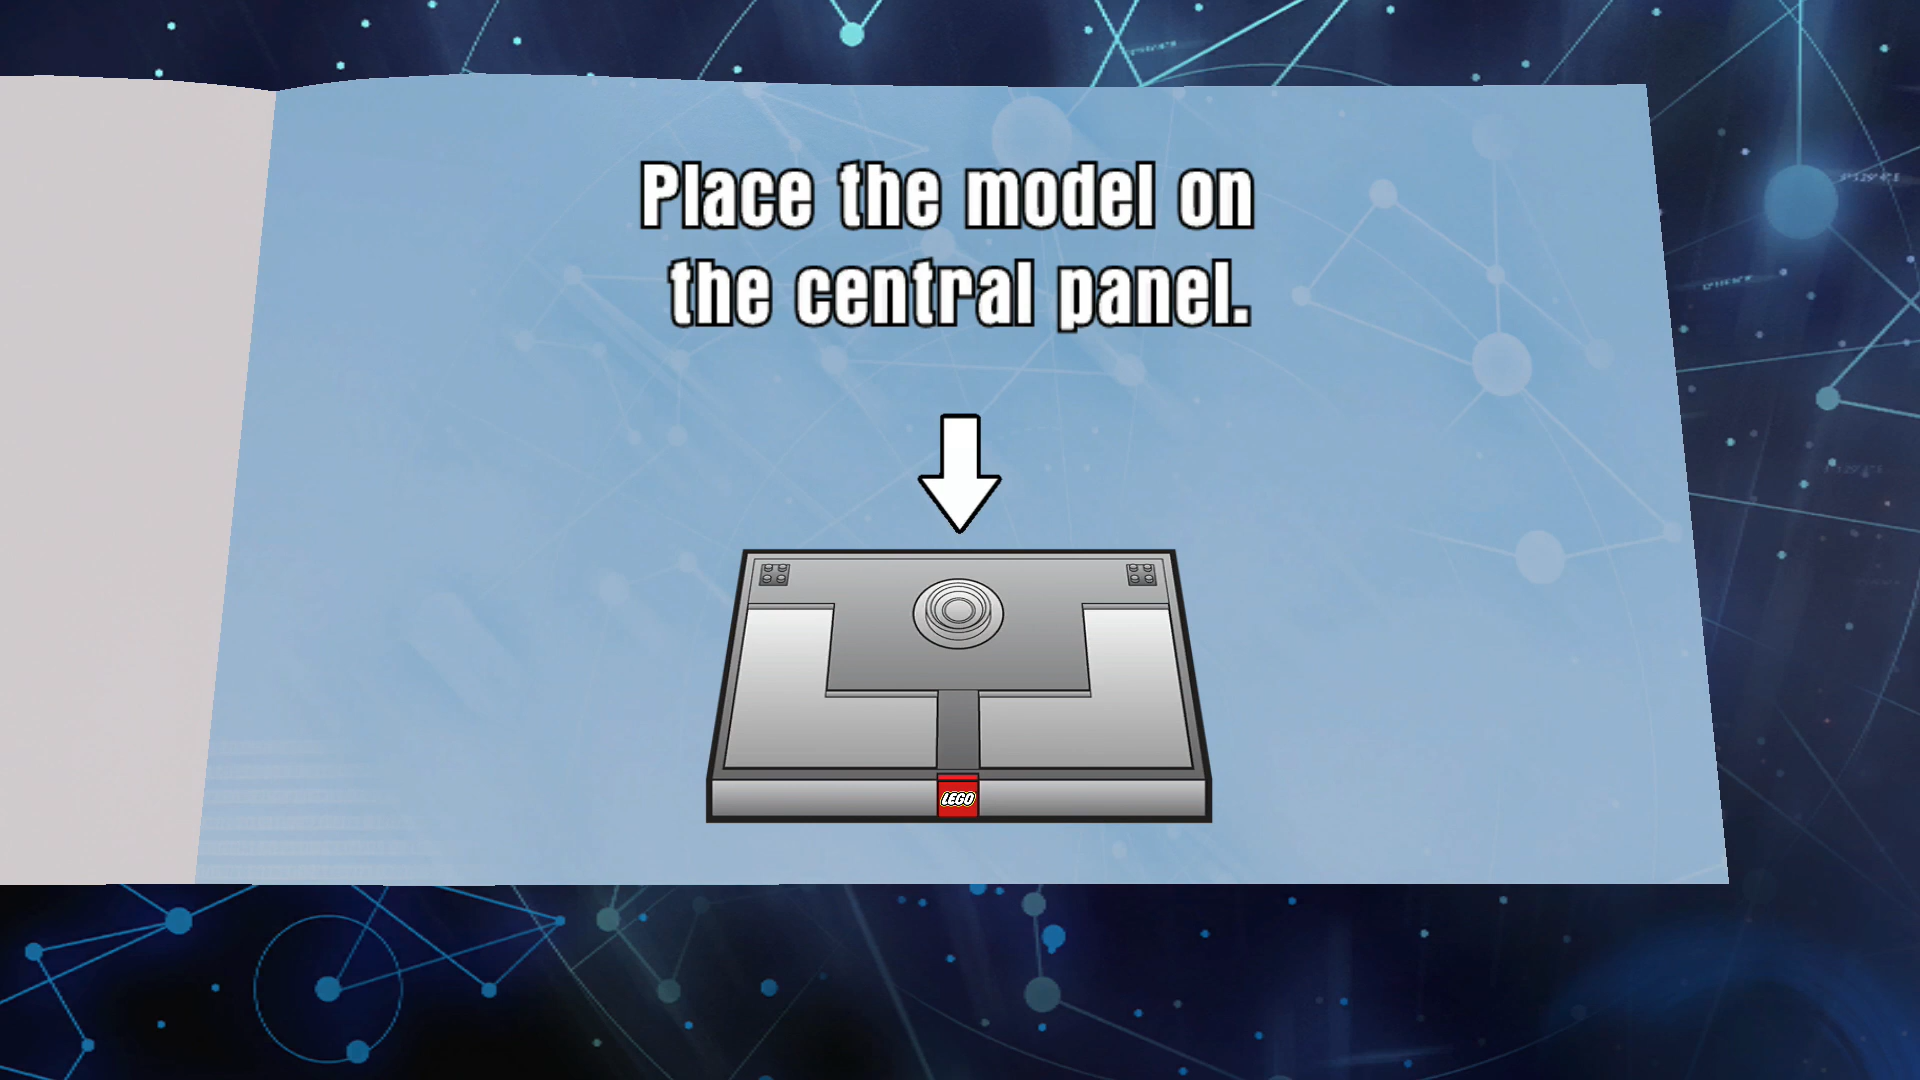 Place the model on
the central panel.
LEGO